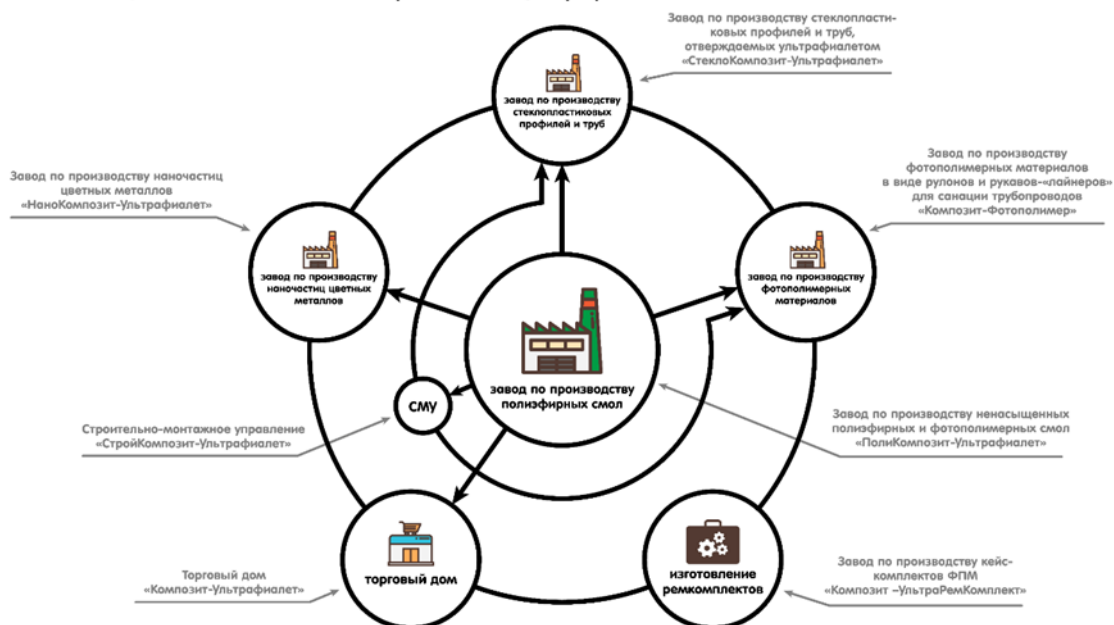 Завод по производству стеклопласти-
ковых профилей и труб,
отверждаемых ультрафиалетом
«СтеклоКомпозит-Ультрафиалет»
завод по производству
стеклопластиковых
профилей и труб
Завод по производству наночастиц
цветных металлов
«НаноКомпозит-Ультрафиалет»
Завод по производству
фотополимерных материалов
в виде рулонов и рукавов-«лайнеров»
для санации трубопроводов
«Композит-Фотополимер»
завод по производству
наночастиц цветных
металлов
завод по производству
фотополимерных
материалов
завод по производству
полиэфирных смол
СМУ
Строительно-монтажное управление
«СтройКомпозит-Ультрафиалет»
Завод по производству ненасыщенных
полиэфирных и фотополимерных смол
«ПолиКомпозит-Ультрафиалет»
Торговый дом
«Композит-Ультрафиалет»
торговый дом
изготовление
ремкомплектов
Завод по производству кейс-
комплектов ФПМ
«Композит –УльтраРемКомплект»